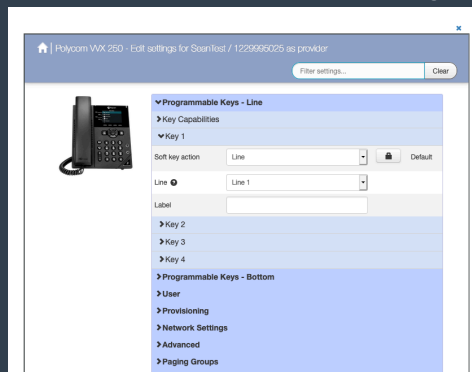 ×
Polycom VVX 250 - Edit settings for SeanTest / 1229995025 as provider
Filter settings...
Clear
Programmable Keys - Line
Key Capabilities
Key 1
Soft key action
Line
Default
Line
Line 1
Label
Key 2
Key 3
Key 4
Programmable Keys - Bottom
User
Provisioning
Network Settings
Advanced
Paging Groups